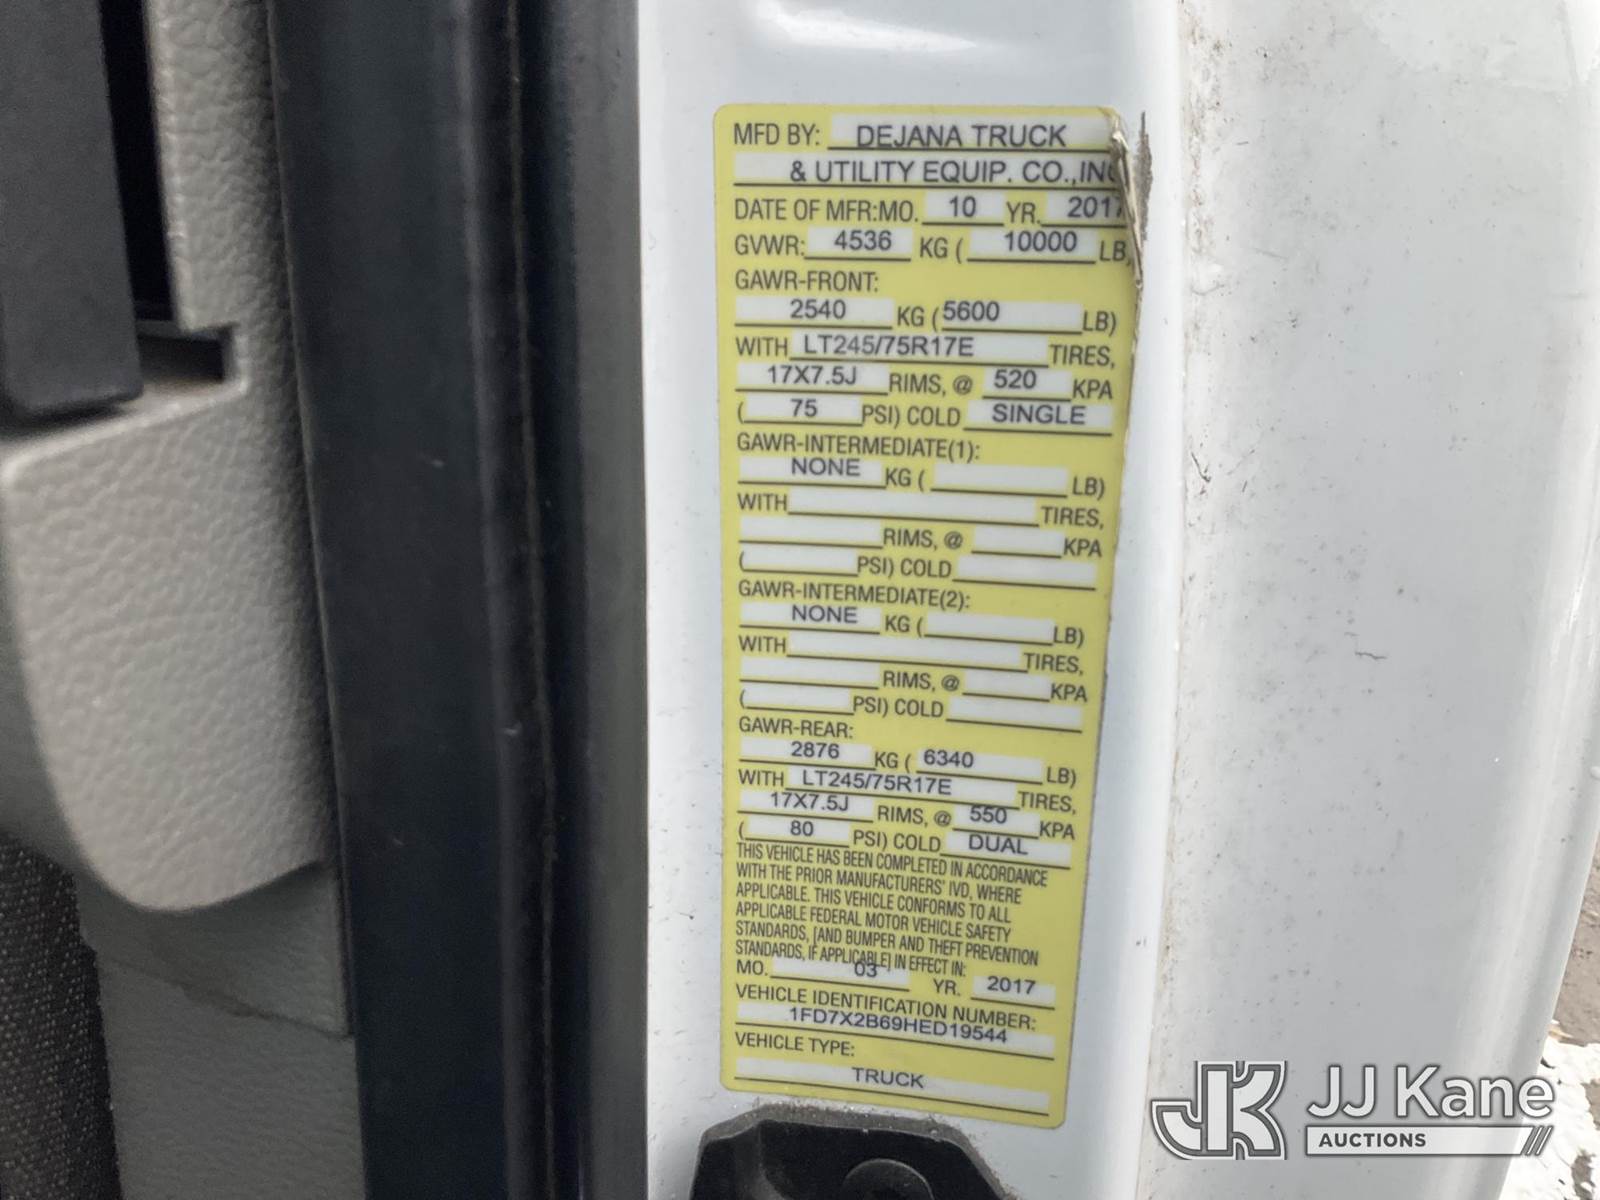 MFD BY: DEJANA TRUCK
& UTILITY EQUIP. CO.,INC
DATE OF MFR:MO. 10 YR. 2017
GVWR: 4536 KG ( 10000 LB)
GAWR-FRONT:
2540 KG ( 5600 LB)
WITH LT245/75R17E TIRES,
17X7.5J RIMS, @ 520 KPA
( 75 PSI) COLD SINGLE
GAWR-INTERMEDIATE(1):
NONE KG ( LB)
WITH TIRES,
RIMS, @ KPA
( PSI) COLD
GAWR-INTERMEDIATE(2):
NONE KG ( LB)
WITH TIRES,
RIMS, @ KPA
( PSI) COLD
GAWR-REAR:
2876 KG ( 6340 LB)
WITH LT245/75R17E TIRES,
17X7.5J RIMS, @ 550 KPA
( 80 PSI) COLD DUAL
THIS VEHICLE HAS BEEN COMPLETED IN ACCORDANCE
WITH THE PRIOR MANUFACTURERS' IVD, WHERE
APPLICABLE. THIS VEHICLE CONFORMS TO ALL
APPLICABLE FEDERAL MOTOR VEHICLE SAFETY
STANDARDS, [AND BUMPER AND THEFT PREVENTION
STANDARDS, IF APPLICABLE] IN EFFECT IN:
MO. 03 YR. 2017
VEHICLE IDENTIFICATION NUMBER:
1FD7X2B69HED19544
VEHICLE TYPE:
TRUCK
JK JJ Kane
AUCTIONS